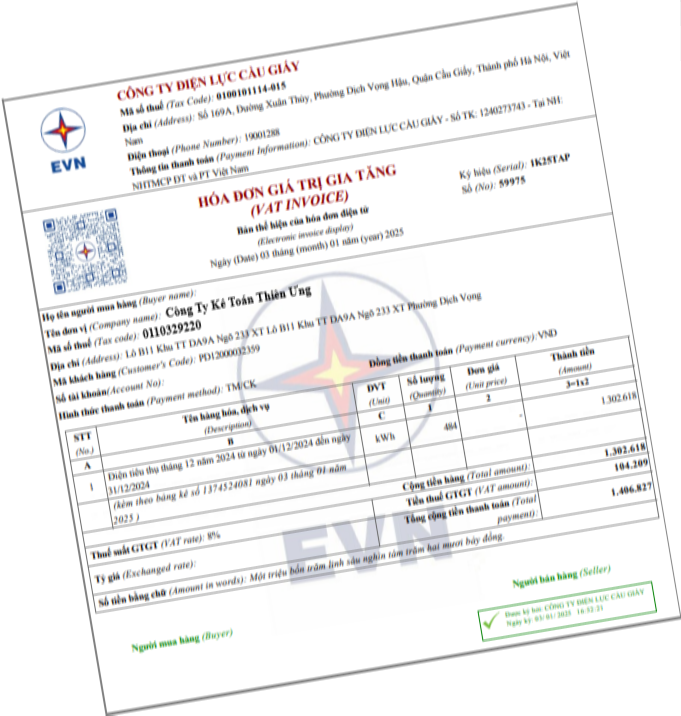 CÔNG TY ĐIỆN LỰC CẦU GIẤY
Mã số thuế (Tax Code): 0100101114-015
Địa chỉ (Address): Số 169A, Đường Xuân Thủy, Phường Dịch Vọng Hậu, Quận Cầu Giấy, Thành phố Hà Nội, Việt
Nam
Điện thoại (Phone Number): 19001288
Thông tin thanh toán (Payment Information): CÔNG TY ĐIỆN LỰC CẦU GIẤY - Số TK: 1240273743 - Tại NH:
NHTMCP ĐT và PT Việt Nam
EVN
HÓA ĐƠN GIÁ TRỊ GIA TĂNG
(VAT INVOICE)
Bản thể hiện của hóa đơn điện tử
(Electronic invoice display)
Ngày (Date) 03 tháng (month) 01 năm (year) 2025
Ký hiệu (Serial): 1K25TAP
Số (No): 59975
Họ tên người mua hàng (Buyer name):
Tên đơn vị (Company name): Công Ty Kế Toán Thiên Ưng
Mã số thuế (Tax code): 0110329220
Địa chỉ (Address): Lô B11 Khu TT DA9A Ngõ 233 XT Lô B11 Khu TT DA9A Ngõ 233 XT Phường Dịch Vọng
Mã khách hàng (Customer's Code): PD12000032359
Số tài khoản(Account No):
Hình thức thanh toán (Payment method): TM/CK
Đồng tiền thanh toán (Payment currency): VND
STT
(No.)
Tên hàng hóa, dịch vụ
(Description)
ĐVT
(Unit)
Số lượng
(Quantity)
Đơn giá
(Unit price)
Thành tiền
(Amount)
A
B
C
1
2
3=1x2
1
Điện tiêu thụ tháng 12 năm 2024 từ ngày 01/12/2024 đến ngày
31/12/2024
kWh
484
-
1.302.618
(kèm theo bảng kê số 1374524081 ngày 03 tháng 01 năm
2025 )
Cộng tiền hàng (Total amount): 1.302.618
Thuế suất GTGT (VAT rate): 8%
Tiền thuế GTGT (VAT amount): 104.209
Tỷ giá (Exchanged rate):
Tổng cộng tiền thanh toán (Total
payment): 1.406.827
Số tiền bằng chữ (Amount in words): Một triệu bốn trăm linh sáu nghìn tám trăm hai mươi bảy đồng.
EVN
Người mua hàng (Buyer)
Người bán hàng (Seller)
Được ký bởi: CÔNG TY ĐIỆN LỰC CẦU GIẤY
Ngày ký: 03/01/2025 16:53:21